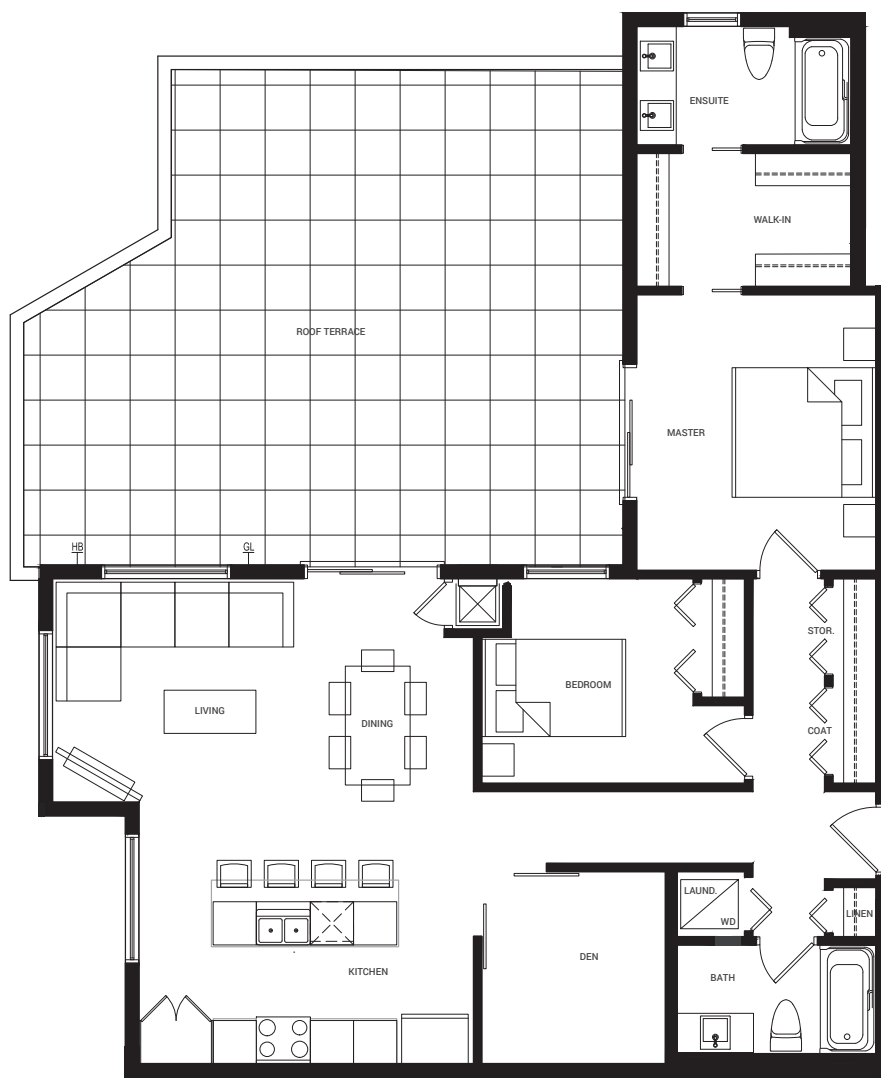 ENSUITE
WALK-IN
ROOF TERRACE
MASTER
HB
GL
STOR.
BEDROOM
LIVING
DINING
COAT
LAUND.
WD
LINEN
DEN
KITCHEN
BATH